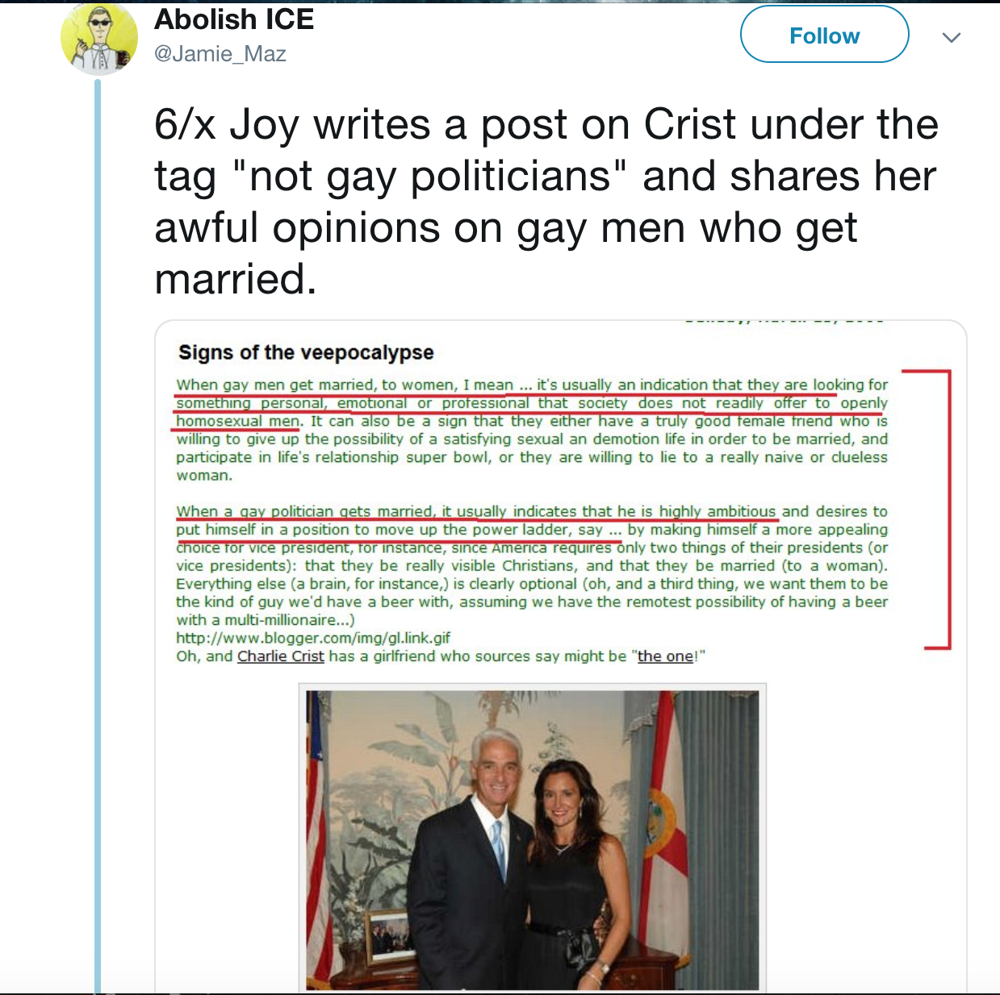 Abolish ICE
@Jamie_Maz
Follow
6/x Joy writes a post on Crist under the
tag "not gay politicians" and shares her
awful opinions on gay men who get
married.
Signs of the veepocalypse
When gay men get married, to women, I mean ... it's usually an indication that they are looking for
something personal, emotional or professional that society does not readily offer to openly
homosexual men. It can also be a sign that they either have a truly good female friend who is
willing to give up the possibility of a satisfying sexual an demotion life in order to be married, and
participate in life's relationship super bowl, or they are willing to lie to a really naive or clueless
woman.
When a gay politician gets married, it usually indicates that he is highly ambitious and desires to
put himself in a position to move up the power ladder, say ... by making himself a more appealing
choice for vice president, for instance, since America requires only two things of their presidents (or
vice presidents): that they be really visible Christians, and that they be married (to a woman).
Everything else (a brain, for instance,) is clearly optional (oh, and a third thing, we want them to be
the kind of guy we'd have a beer with, assuming we have the remotest possibility of having a beer
with a multi-millionaire...)
http://www.blogger.com/img/gl.link.gif
Oh, and Charlie Crist has a girlfriend who sources say might be "the one!"